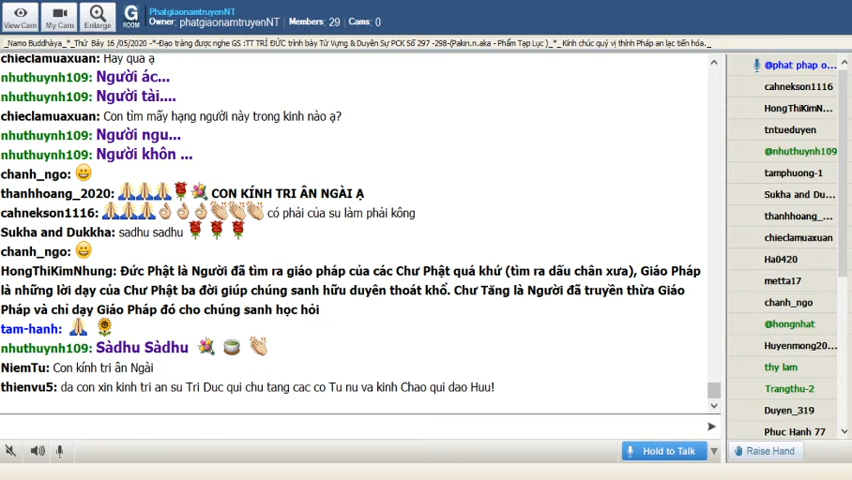 PhatgiaonamtruyenNT
Owner: phatgiaonamtruyenNT | Members: 29 | Cams: 0
View Cam
My Cam
Enlarge
G
ROOM
_Namo Buddhàya_*_Thứ Bảy 16 /05/2020 -*-Đạo tràng được nghe GS :TT TRÍ ĐỨC trình bày Tứ Vựng & Duyên Sự PCK Số 297 -298-(Pakin.n.aka - Phẩm Tạp Lục )_*_ Kính chúc quý vị thính Pháp an lạc tiến hóa._
chieclamuaxuan: Hay quá ạ
nhuthuynh109: Người ác...
nhuthuynh109: Người tài....
chieclamuaxuan: Con tìm mấy hạng người này trong kinh nào ạ?
nhuthuynh109: Người ngu...
nhuthuynh109: Người khôn ...
chanh_ngo:
thanhhoang_2020: CON KÍNH TRI ÂN NGÀI Ạ
cahnekson1116: có phải của su làm phải kông
Sukha and Dukkha: sadhu sadhu
chanh_ngo:
HongThiKimNhung: Đức Phật là Người đã tìm ra giáo pháp của các Chư Phật quá khứ (tìm ra dấu chân xưa), Giáo Pháp
là những lời dạy của Chư Phật ba đời giúp chúng sanh hữu duyên thoát khổ. Chư Tăng là Người đã truyền thừa Giáo
Pháp và chỉ dạy Giáo Pháp đó cho chúng sanh học hỏi
tam-hanh:
nhuthuynh109: Sàdhu Sàdhu
NiemTu: Con kính tri ân Ngài
thienvu5: da con xin kinh tri an su Tri Duc qui chu tang cac co Tu nu va kinh Chao qui dao Huu!
Hold to Talk
@phat phap o...
cahnekson1116
HongThiKimN...
tntueduyen
@nhuthuynh109
tamphuong-1
Sukha and Du...
thanhhoang_...
chieclamuaxuan
Ha0420
metta17
chanh_ngo
@hongnhat
Huyenmong20...
thy lam
Trangthu-2
Duyen_319
Phuc Hanh 77
Raise Hand